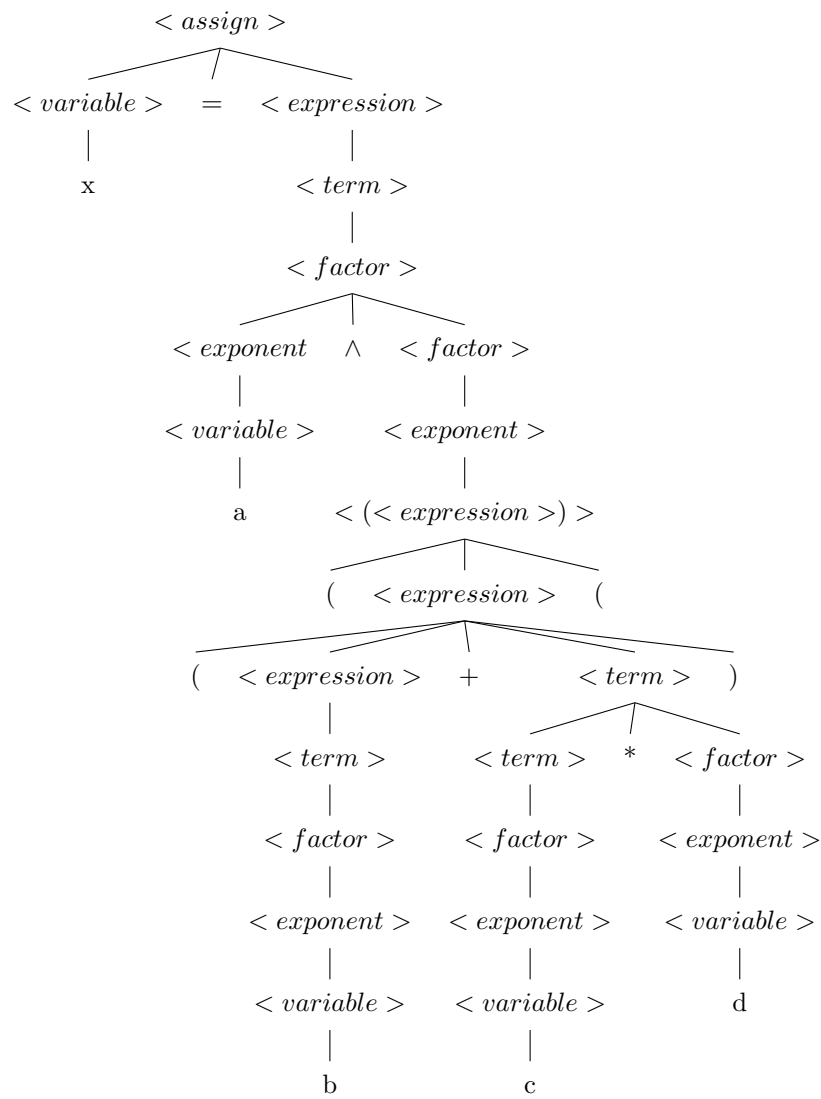 < assign >
< variable > = < expression >
x < term >
< factor >
< exponent ∧ < factor >
< variable > < exponent >
a < (< expression >) >
( < expression > (
( < expression > + < term > )
< term > < term > * < factor >
< factor > < factor > < exponent >
< exponent > < exponent > < variable >
< variable > < variable > d
b c